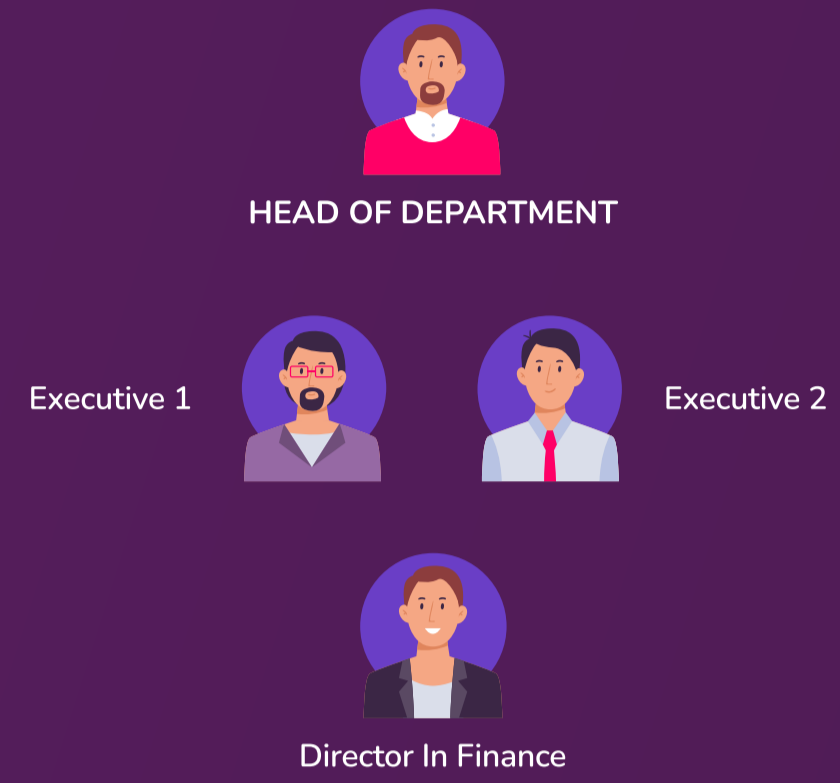 HEAD OF DEPARTMENT
Executive 1
Executive 2
Director In Finance